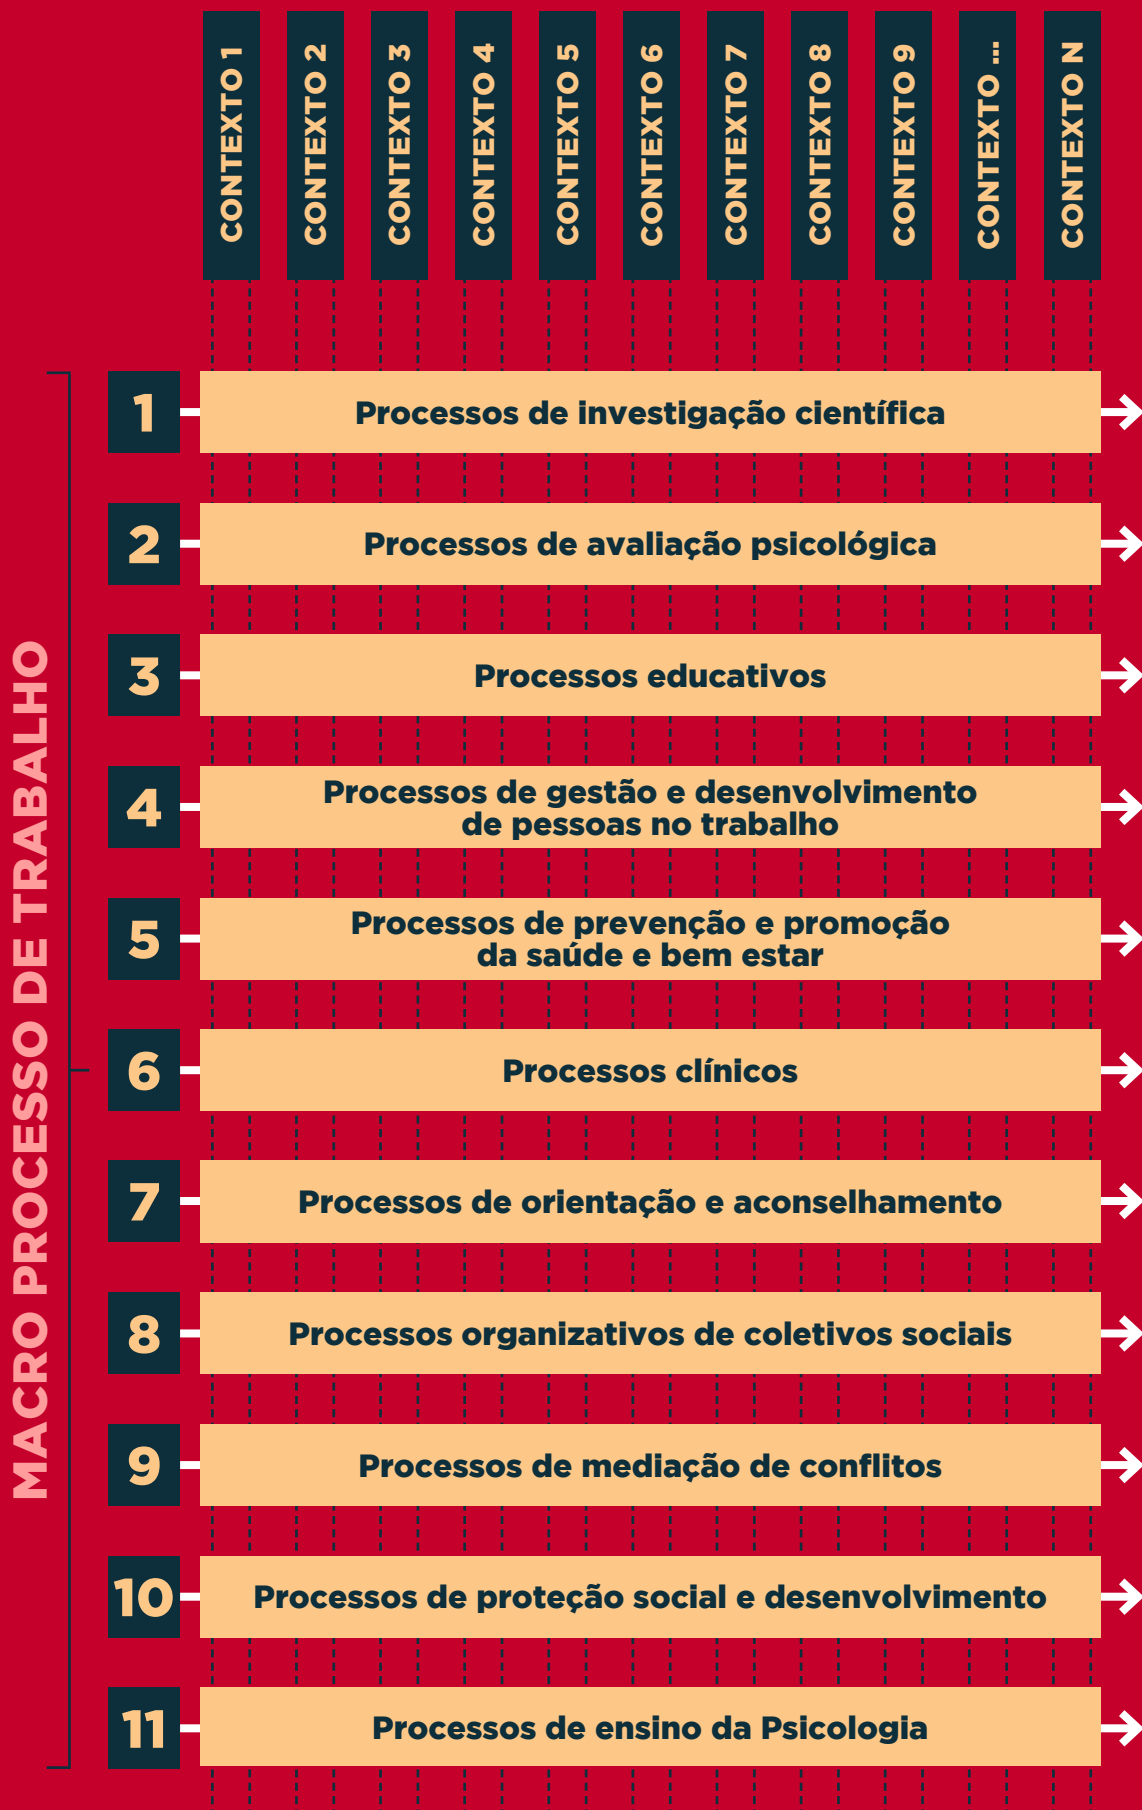 CONTEXTO 1
CONTEXTO 2
CONTEXTO 3
CONTEXTO 4
CONTEXTO 5
CONTEXTO 6
CONTEXTO 7
CONTEXTO 8
CONTEXTO 9
CONTEXTO ...
CONTEXTO N
MACRO PROCESSO DE TRABALHO
1
Processos de investigação científica
2
Processos de avaliação psicológica
3
Processos educativos
4
Processos de gestão e desenvolvimento
de pessoas no trabalho
5
Processos de prevenção e promoção
da saúde e bem estar
6
Processos clínicos
7
Processos de orientação e aconselhamento
8
Processos organizativos de coletivos sociais
9
Processos de mediação de conflitos
10
Processos de proteção social e desenvolvimento
11
Processos de ensino da Psicologia